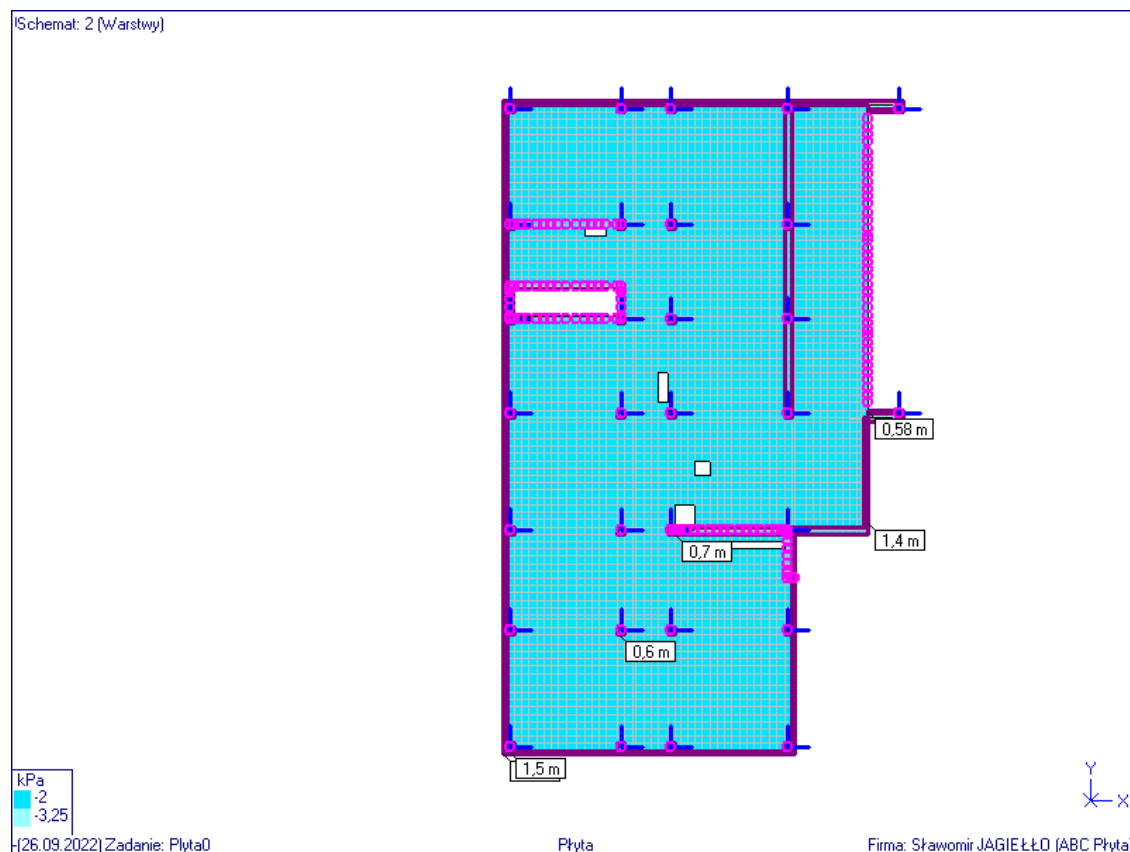 Schemat: 2 (Warstwy)
0,58 m
1,4 m
0,7 m
0,6 m
1,5 m
kPa
-2
-3,25
Y
X
(26.09.2022) Zadanie: Plyta0 Płyta Firma: Sławomir JAGIEŁŁO (ABC Płyta